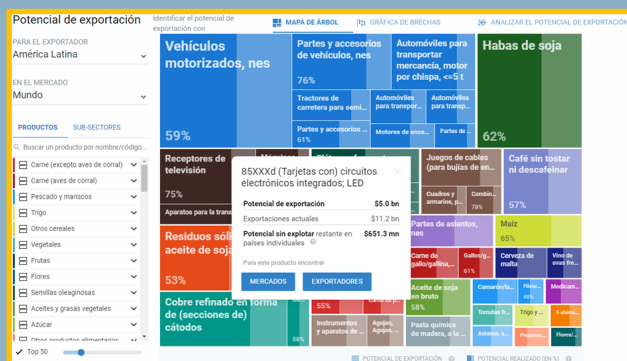 Potencial de exportación
PARA EL EXPORTADOR
América Latina
EN EL MERCADO
Mundo
PRODUCTOS
SUB-SECTORES
Buscar un producto por nombre/código...
Carne (excepto aves de corral)
Carne (aves de corral)
Pescado y mariscos
Trigo
Otros cereales
Vegetales
Frutas
Flores
Semillas oleaginosas
Aceites y grasas vegetales
Azúcar
Otros productos alimentarios
Top 50
Identificar el potencial de
exportación con
MAPA DE ÁRBOL
GRÁFICA DE BRECHAS
ANALIZAR EL POTENCIAL DE EXPORTACIÓN
Vehículos
motorizados, nes
59%
Partes y accesorios
de vehículos, nes
76%
Automóviles para
transportar
mercancía, motor
por chispa, <=5 t
Tractores de
carretera para semi...
Automóviles
para transpor...
Automóviles
para transp...
Partes y accesorios ...
61%
Motores de ence...
Partes de ...
Habas de soja
62%
Receptores de
televisión
75%
Aparatos para la trans
85XXXd (Tarjetas con) circuitos
electrónicos integrados; LED
Potencial de exportación $5.0 bn
Exportaciones actuales $11.2 bn
Potencial sin explotar restante en $651.3 mn
países individuales
Para este producto encontrar
MERCADOS
EXPORTADORES
Juegos de cables
(para bujías de en...
Cuadros y
armarios, p...
Combin...
78%
Café sin tostar
ni descafeinar
57%
Partes de asientos,
nes
Maíz
65%
Residuos sóli
aceite de soja
53%
Carne de
gallo/gallina,...
Gallos/g...
61%
Cerveza de
malta
Vino de
uvas fre...
Aceite de soja
en bruto
58%
Camarón/la...
48%
Medicam...
Tomates fr...
Trigo y ...
Cobre refinado en forma
de (secciones de)
cátodos
58%
55%
Instrumentos
y aparatos de ...
Agujas,
Pasta química
de madera, a la ...
Aviones, a...
Flores/...
POTENCIAL DE EXPORTACIÓN
POTENCIAL REALIZADO (EN %)